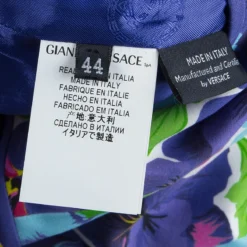 GIANNI VERSACE SpA
44
MADE IN ITALY
FABRIQUE EN ITALIE
HECHO EN ITALIA
FABRICADO EM ITALIA
产地:意大利
СДЕЛАНО В ИТАЛИИ
イタリアで製造
MADE IN ITALY
Manufactured and
by VERSACE